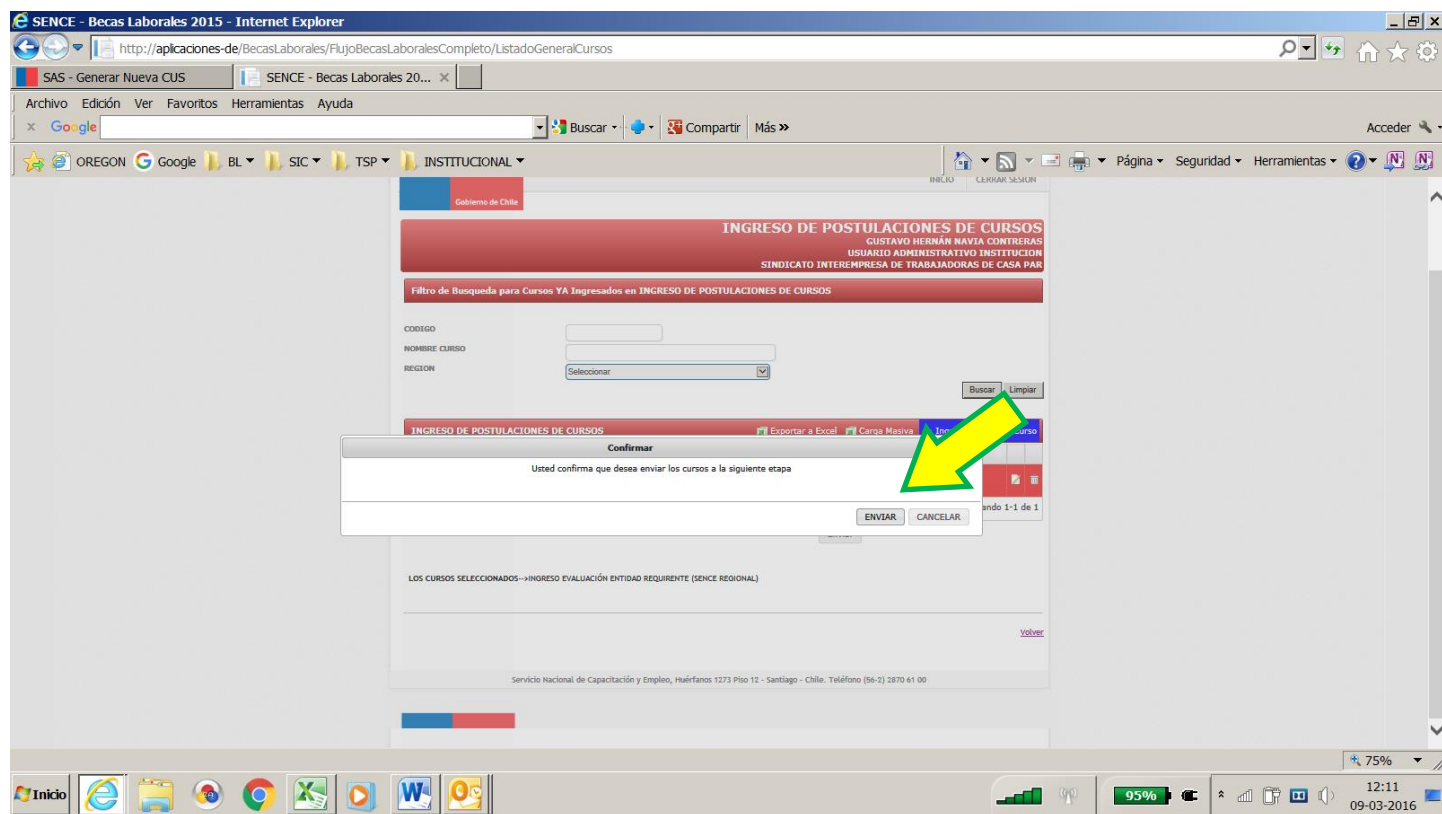 SENCE - Becas Laborales 2015 - Internet Explorer
http://aplicaciones-de/BecasLaborales/FlujoBecasLaboralesCompleto/ListadoGeneralCursos
SAS - Generar Nueva CUS SENCE - Becas Laborales 20...
Archivo Edición Ver Favoritos Herramientas Ayuda
x Google Buscar Compartir Más » Acceder
OREGON Google BL SIC TSP INSTITUCIONAL Página Seguridad Herramientas
INICIO CERRAR SESIÓN
Gobierno de Chile
INGRESO DE POSTULACIONES DE CURSOS
GUSTAVO HERNÁN NAVIA CONTRERAS
USUARIO ADMINISTRATIVO INSTITUCION
SINDICATO INTEREMPRESA DE TRABAJADORAS DE CASA PAR
Filtro de Busqueda para Cursos YA Ingresados en INGRESO DE POSTULACIONES DE CURSOS
CODIGO
NOMBRE CURSO
REGION Seleccionar
Buscar Limpiar
INGRESO DE POSTULACIONES DE CURSOS Exportar a Excel Carga Masiva
Confirmar
Usted confirma que desea enviar los cursos a la siguiente etapa
ando 1-1 de 1
ENVIAR CANCELAR
LOS CURSOS SELECCIONADOS-->INGRESO EVALUACIÓN ENTIDAD REQUIRENTE (SENCE REGIONAL)
Volver
Servicio Nacional de Capacitación y Empleo, Huérfanos 1273 Piso 12 - Santiago - Chile. Teléfono (56-2) 2870 61 00
75%
Inicio 95% 12:11
09-03-2016